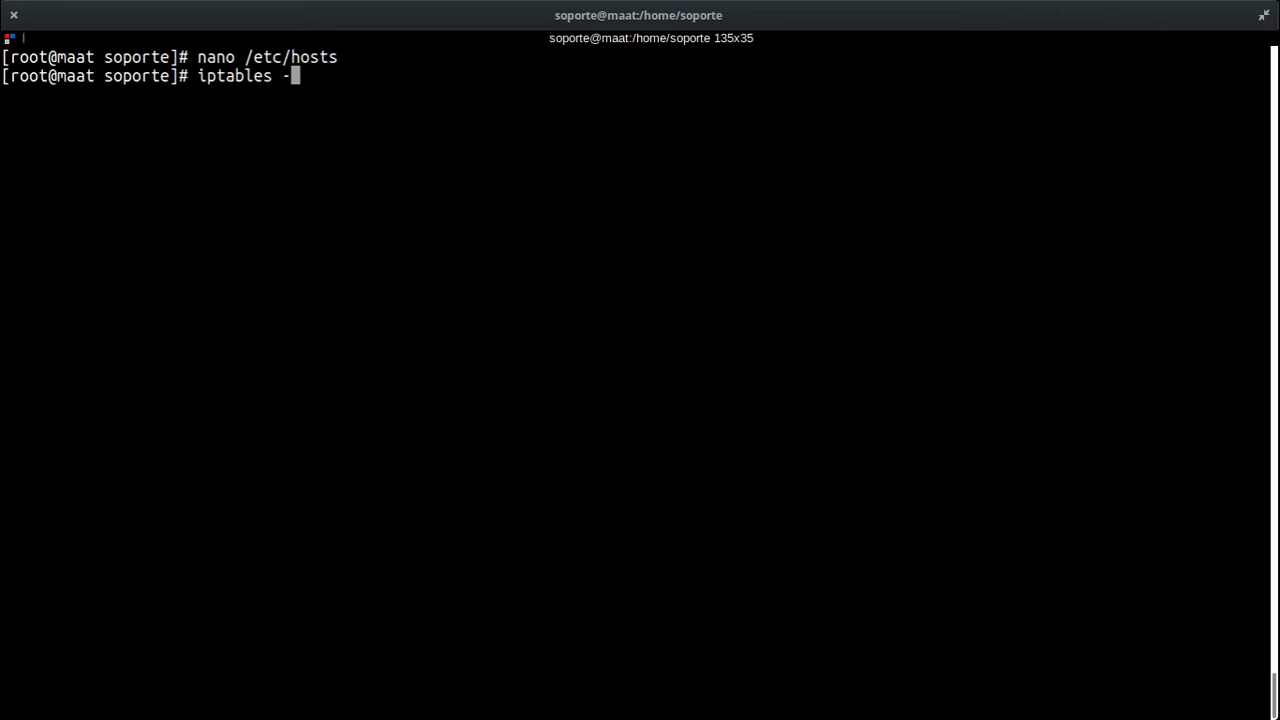 soporte@maat:/home/soporte
soporte@maat:/home/soporte 135x35
[root@maat soporte]# nano /etc/hosts
[root@maat soporte]# iptables -